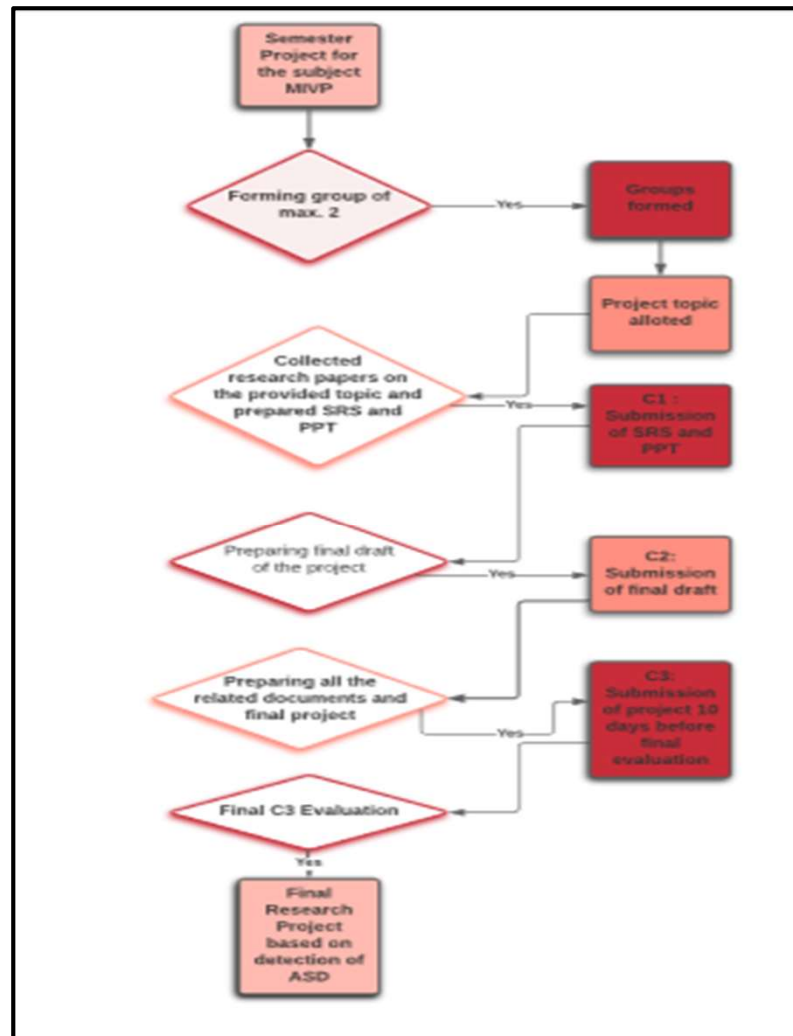 Semester
Project for
the subject
MIVP
Forming group of
max. 2
Yes
Groups
formed
Project topic
alloted
Collected
research papers on
the provided topic and
prepared SRS and
PPT
Yes
C1 :
Submission
of SRS and
PPT
Preparing final draft
of the project
Yes
C2:
Submission
of final draft
Preparing all the
related documents and
final project
Yes
C3:
Submission
of project 10
days before
final
evaluation
Final C3 Evaluation
Yes
Final
Research
Project
based on
detection of
ASD